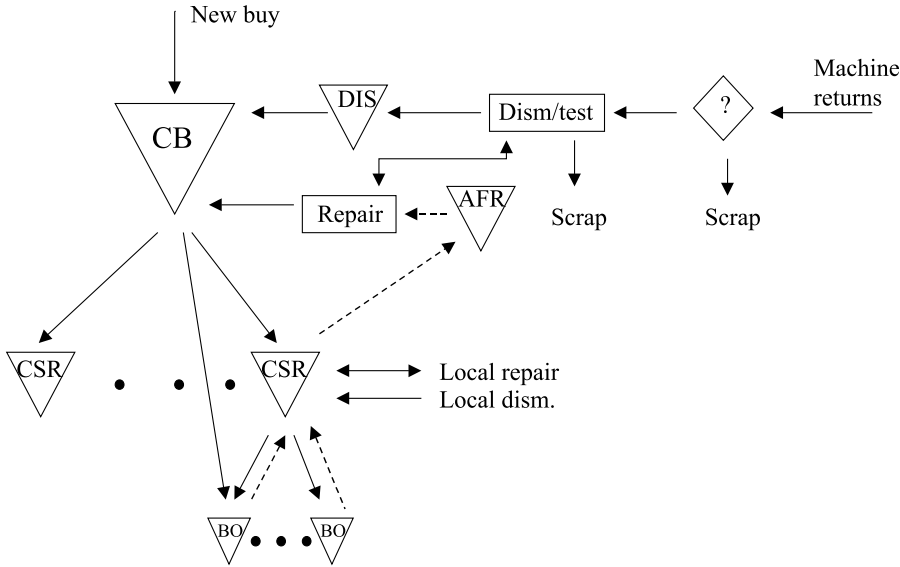 New buy
Machine
returns
DIS
Dism/test
?
CB
Repair
AFR
Scrap
Scrap
CSR
CSR
Local repair
Local dism.
BO
BO